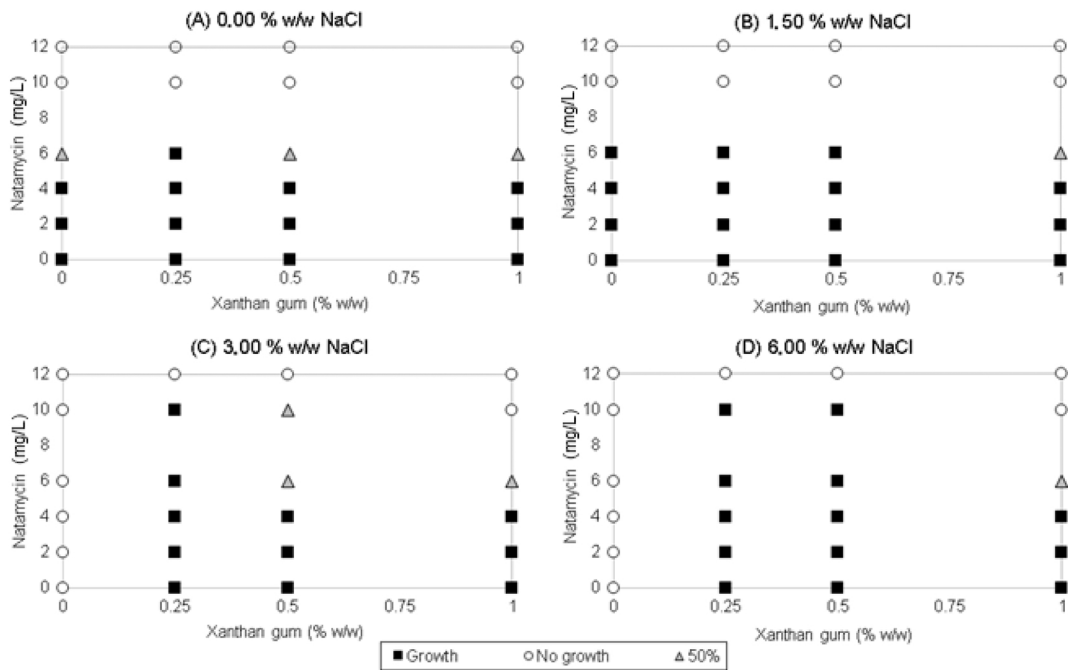 (A) 0.00 % w/w NaCl
12
10
8
6
4
2
0
Natamycin (mg/L)
0 0.25 0.5 0.75 1
Xanthan gum (% w/w)
(B) 1.50 % w/w NaCl
12
10
8
6
4
2
0
Natamycin (mg/L)
0 0.25 0.5 0.75 1
Xanthan gum (% w/w)
(C) 3.00 % w/w NaCl
12
10
8
6
4
2
0
Natamycin (mg/L)
0 0.25 0.5 0.75 1
Xanthan gum (% w/w)
(D) 6.00 % w/w NaCl
12
10
8
6
4
2
0
Natamycin (mg/L)
0 0.25 0.5 0.75 1
Xanthan gum (% w/w)
Growth No growth 50%